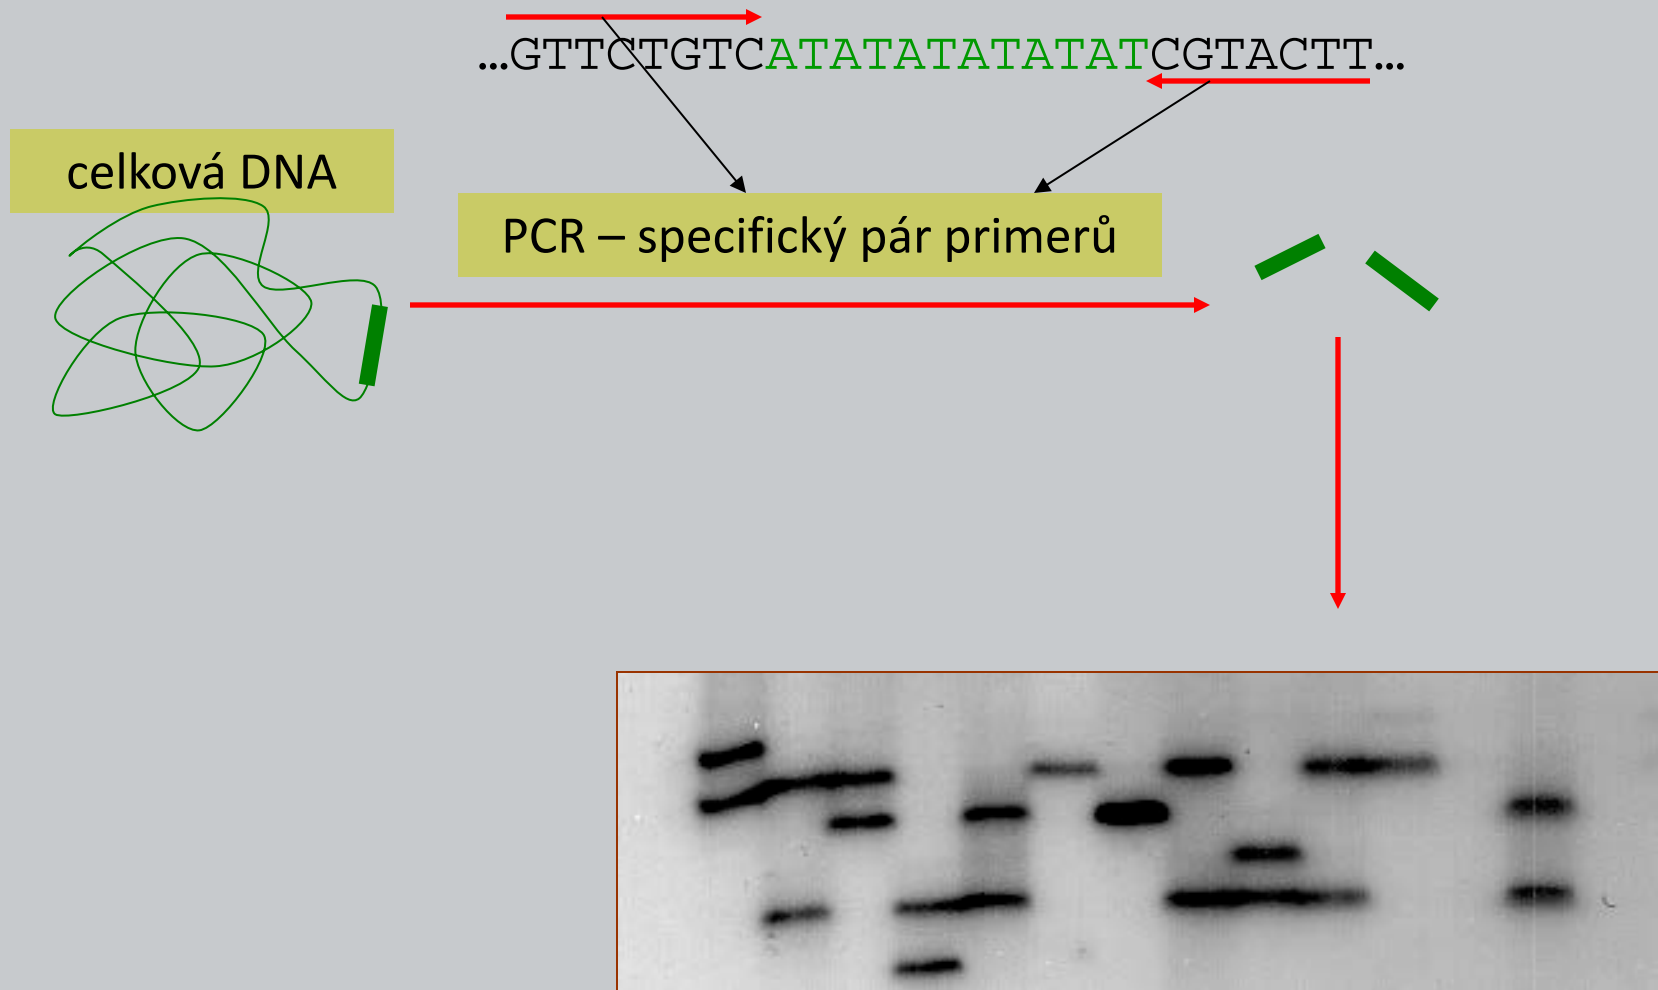 ...GTTCTGTCATATATATATATCGTACTT...
celková DNA
PCR – specifický pár primerů